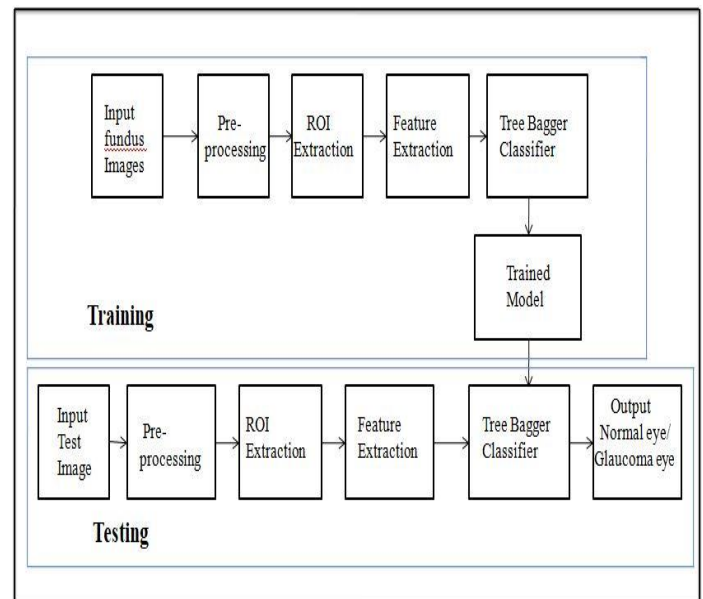 Input
fundus
Images
Pre-
processing
ROI
Extraction
Feature
Extraction
Tree Bagger
Classifier
Trained
Model
Training
Input
Test
Image
Pre-
processing
ROI
Extraction
Feature
Extraction
Tree Bagger
Classifier
Output
Normal eye/
Glaucoma eye
Testing